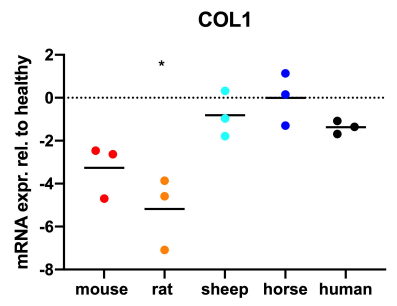 COL1
mRNA expr. rel. to healthy
2
*
0
-2
-4
-6
-8
mouse rat sheep horse human